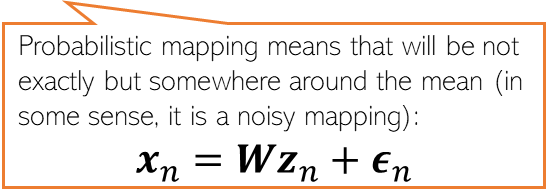 Probabilistic mapping means that will be not
exactly but somewhere around the mean (in
some sense, it is a noisy mapping):
𝒙ₙ = 𝑾𝒛ₙ + 𝝐ₙ